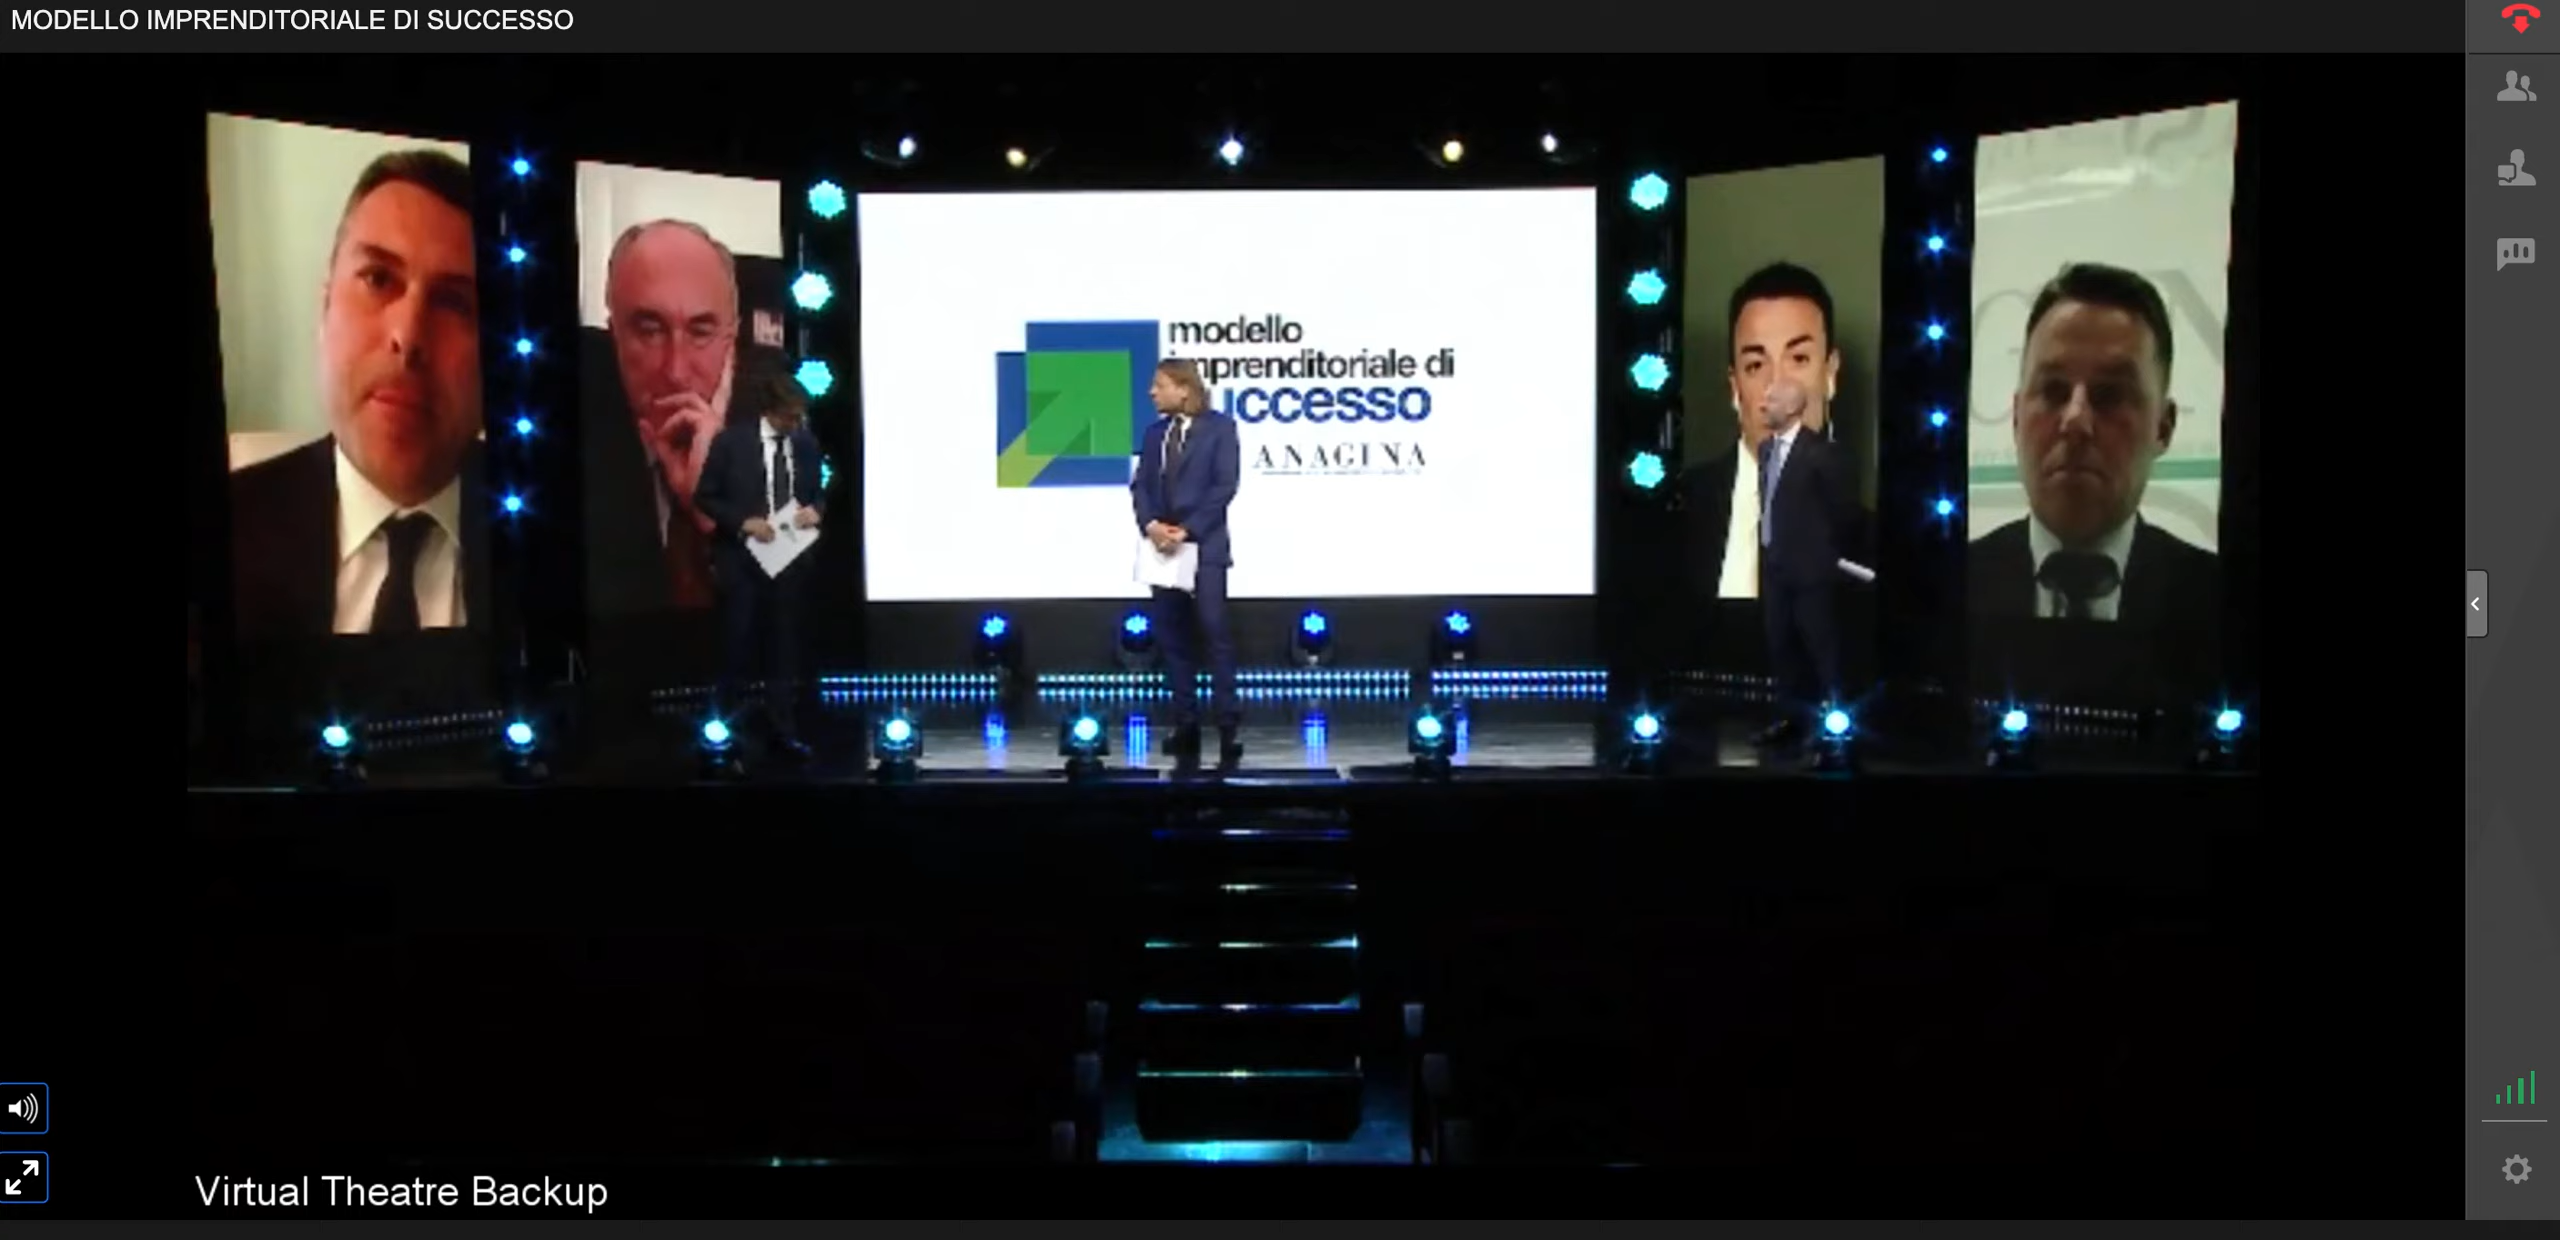 MODELLO IMPRENDITORIALE DI SUCCESSO
modello
imprenditoriale di
successo
ANAGINA
Virtual Theatre Backup